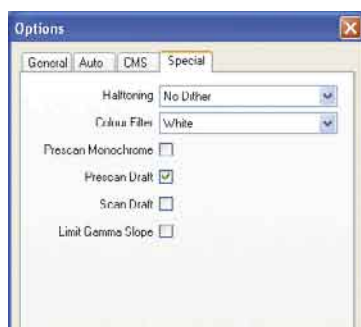 Options
General Auto CMS Special
Halftoning No Dither
Colour Filter White
Prescan Monochrome
Prescan Draft
Scan Draft
Limit Gamma Slope